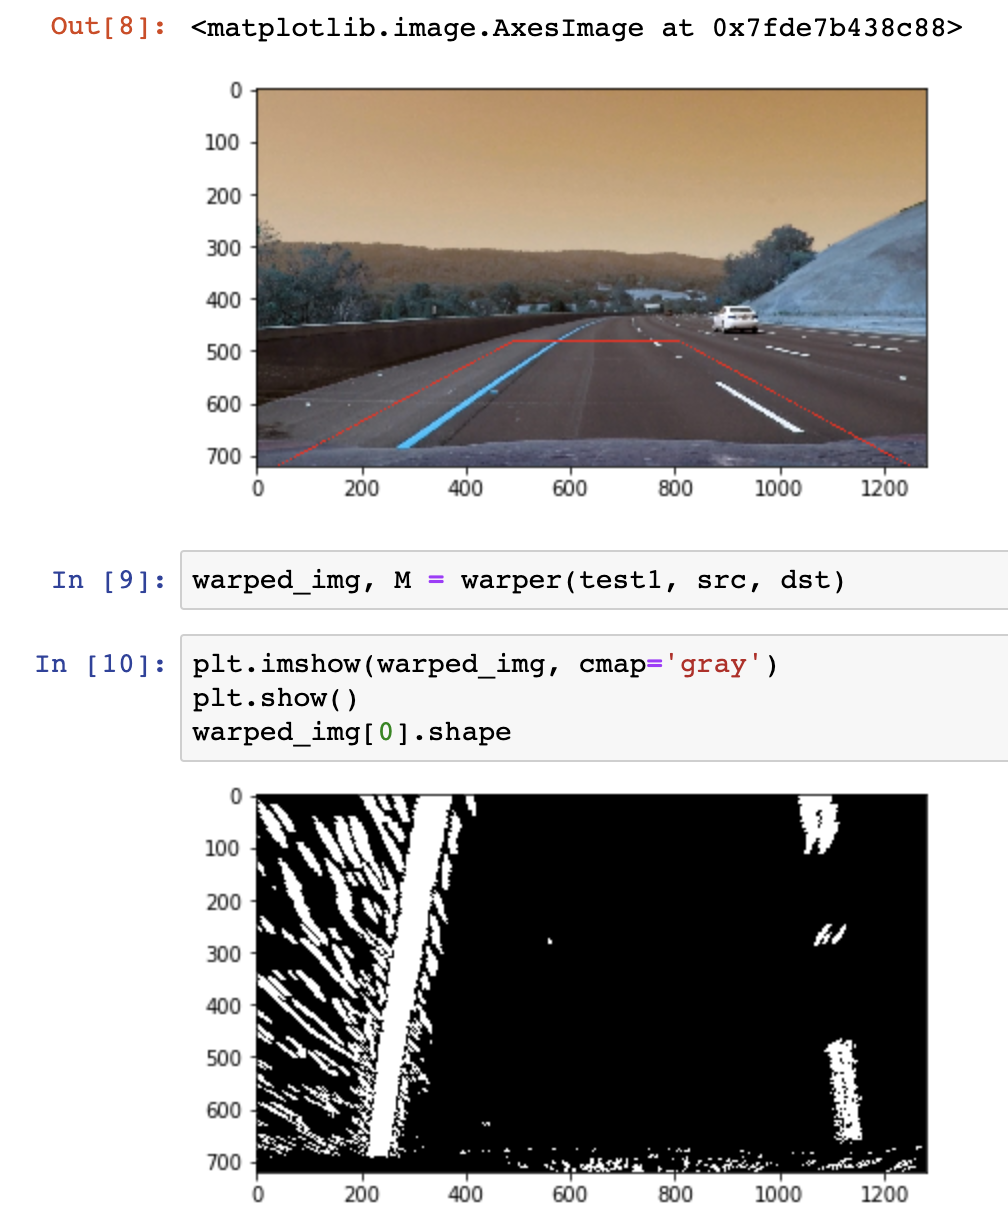 Out[8]: <matplotlib.image.AxesImage at 0x7fde7b438c88>
0
100
200
300
400
500
600
700
0 200 400 600 800 1000 1200
In [9]: warped_img, M = warper(test1, src, dst)
In [10]: plt.imshow(warped_img, cmap='gray')
plt.show()
warped_img[0].shape
0
100
200
300
400
500
600
700
0 200 400 600 800 1000 1200